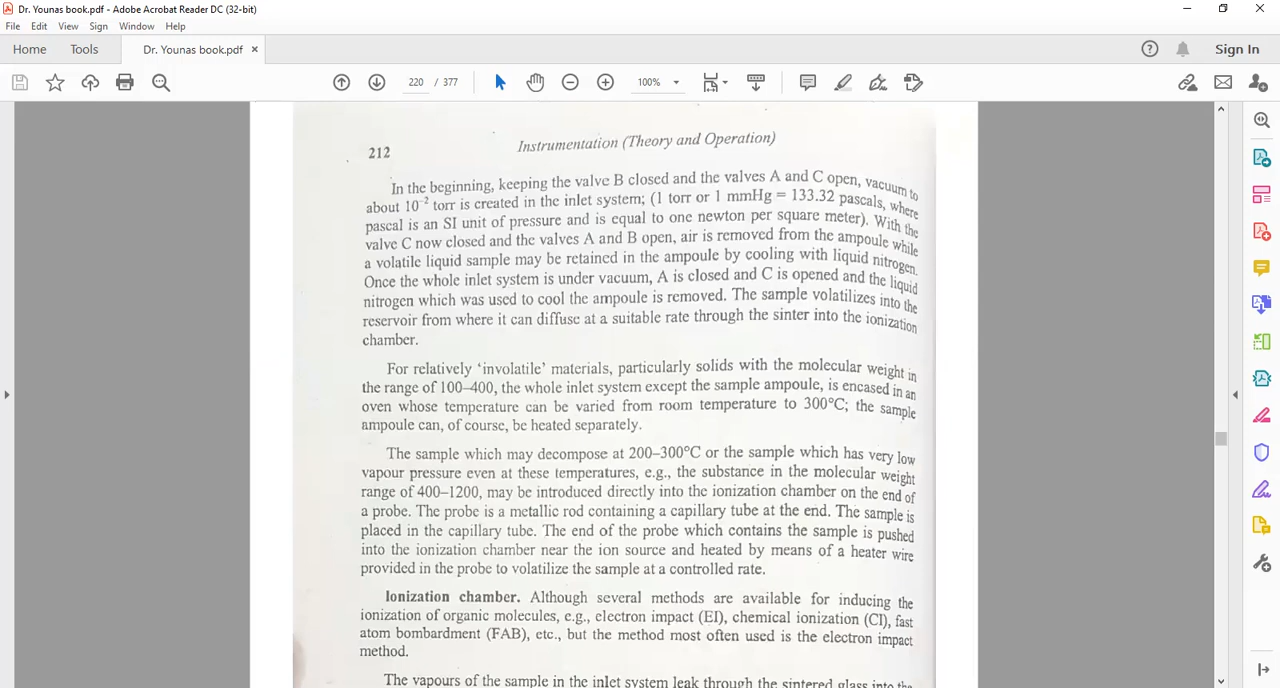 Dr. Younas book.pdf - Adobe Acrobat Reader DC (32-bit)
File Edit View Sign Window Help
Home Tools Dr. Younas book.pdf × Sign In
220 / 377 100%
212 Instrumentation (Theory and Operation)
In the beginning, keeping the valve B closed and the valves A and C open, vacuum to
about 10⁻² torr is created in the inlet system; (1 torr or 1 mmHg = 133.32 pascals, where
pascal is an SI unit of pressure and is equal to one newton per square meter). With the
valve C now closed and the valves A and B open, air is removed from the ampoule while
a volatile liquid sample may be retained in the ampoule by cooling with liquid nitrogen.
Once the whole inlet system is under vacuum, A is closed and C is opened and the liquid
nitrogen which was used to cool the ampoule is removed. The sample volatilizes into the
reservoir from where it can diffuse at a suitable rate through the sinter into the ionization
chamber.
For relatively ‘involatile’ materials, particularly solids with the molecular weight in
the range of 100–400, the whole inlet system except the sample ampoule, is encased in an
oven whose temperature can be varied from room temperature to 300°C; the sample
ampoule can, of course, be heated separately.
The sample which may decompose at 200–300°C or the sample which has very low
vapour pressure even at these temperatures, e.g., the substance in the molecular weight
range of 400–1200, may be introduced directly into the ionization chamber on the end of
a probe. The probe is a metallic rod containing a capillary tube at the end. The sample is
placed in the capillary tube. The end of the probe which contains the sample is pushed
into the ionization chamber near the ion source and heated by means of a heater wire
provided in the probe to volatilize the sample at a controlled rate.
Ionization chamber. Although several methods are available for inducing the
ionization of organic molecules, e.g., electron impact (EI), chemical ionization (CI), fast
atom bombardment (FAB), etc., but the method most often used is the electron impact
method.
The vapours of the sample in the inlet system leak through the sintered glass into the